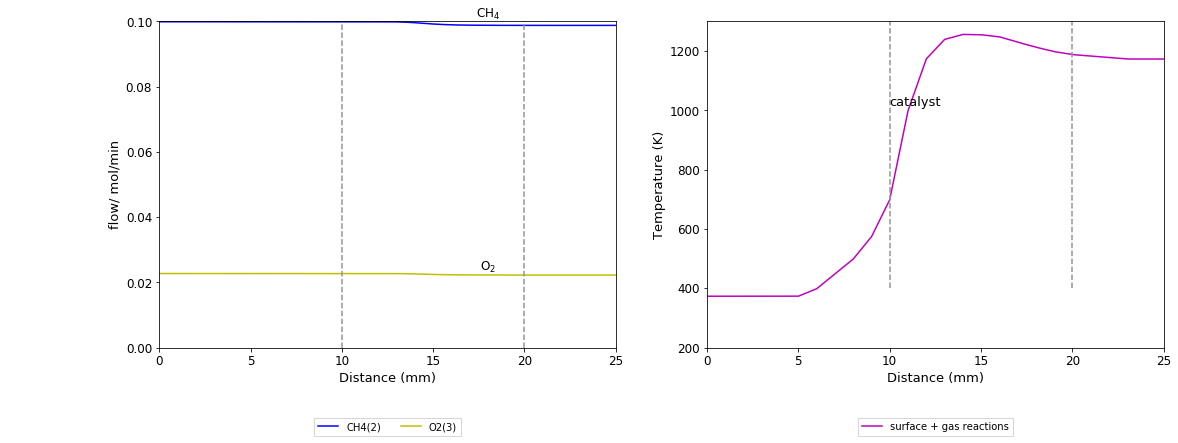 CH4
0.10
0.08
0.06
0.04
0.02
0.00
flow/ mol/min
O2
0
5
10
15
20
25
Distance (mm)
CH4(2)
O2(3)
1200
1000
800
600
400
200
Temperature (K)
catalyst
0
5
10
15
20
25
Distance (mm)
surface + gas reactions